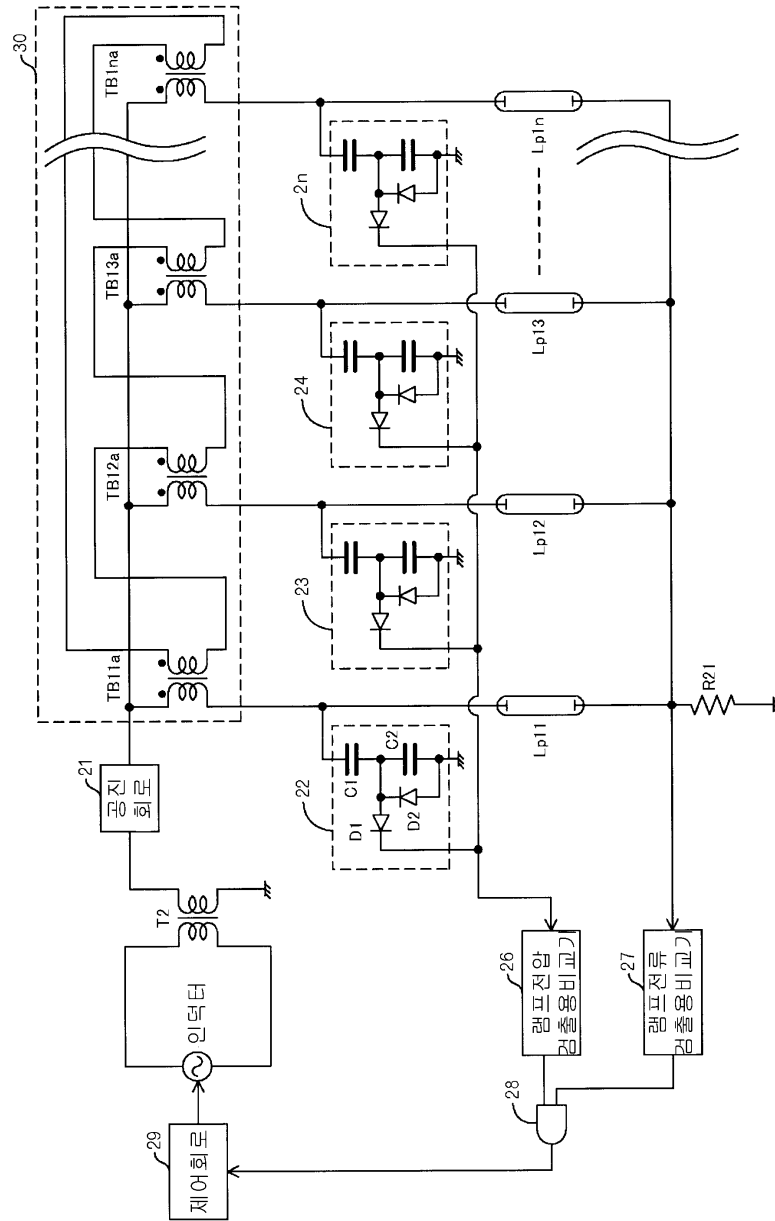 30
TB11a
TB12a
TB13a
TB1na
21
공진
회로
T2
인덕터
29
제어회로
22
C1
C2
D1
D2
23
24
2n
Lp11
Lp12
Lp13
Lp1n
R21
26
램프전압
검출용비교기
27
램프전류
검출용비교기
28